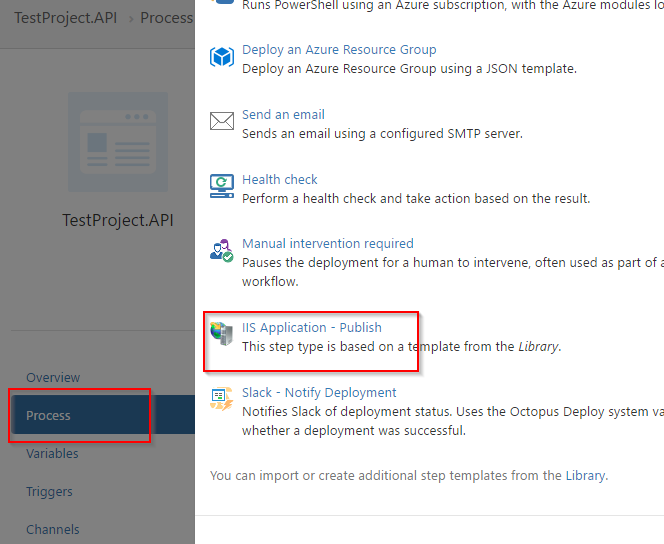 TestProject.API › Process
TestProject.API
Overview
Process
Variables
Triggers
Channels
Runs PowerShell using an Azure subscription, with the Azure modules lo
Deploy an Azure Resource Group
Deploy an Azure Resource Group using a JSON template.
Send an email
Sends an email using a configured SMTP server.
Health check
Perform a health check and take action based on the result.
Manual intervention required
Pauses the deployment for a human to intervene, often used as part of a
workflow.
IIS Application - Publish
This step type is based on a template from the Library.
Slack - Notify Deployment
Notifies Slack of deployment status. Uses the Octopus Deploy system va
whether a deployment was successful.
You can import or create additional step templates from the Library.